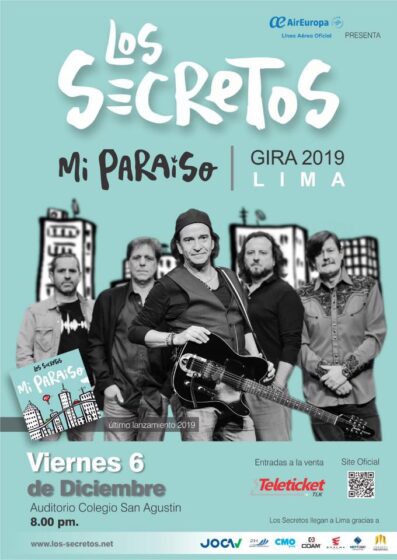 AirEuropa
Línea Aérea Oficial
PRESENTA
LOS
SECRETOS
Mi PARAiSO
GIRA 2019
LIMA
LOS SECRETOS
Mi PARAiSO
último lanzamiento 2019
Viernes 6
de Diciembre
Auditorio Colegio San Agustin
8.00 pm.
Entradas a la venta
Teleticket
Site Oficial
Los Secretos llegan a Lima gracias a
www.los-secretos.net
CMO